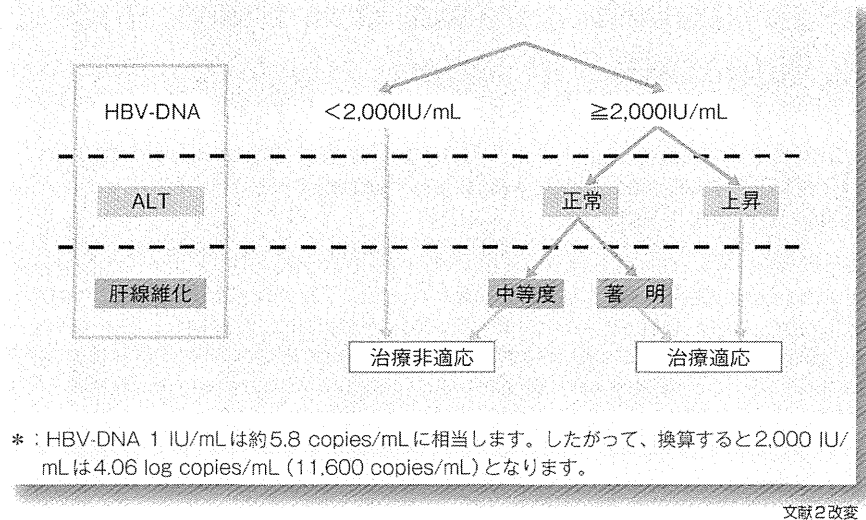 HBV-DNA <2,000IU/mL ≧2,000IU/mL
ALT 正常 上昇
肝線維化 中等度 著 明
治療非適応 治療適応
*：HBV-DNA 1 IU/mLは約5.8 copies/mLに相当します。したがって、換算すると2,000 IU/
mLは4.06 log copies/mL（11,600 copies/mL）となります。
文献2改変